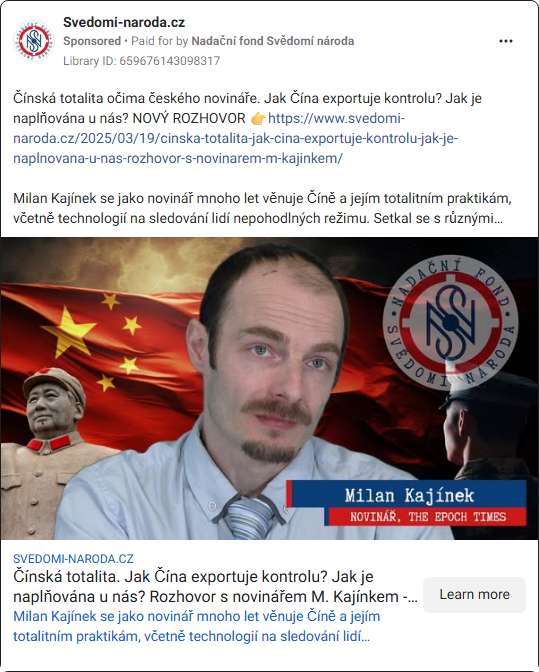 Svedomi-naroda.cz
Sponsored • Paid for by Nadační fond Svědomí národa
Library ID: 659676143098317
Čínská totalita očima českého novináře. Jak Čína exportuje kontrolu? Jak je
naplňována u nás? NOVÝ ROZHOVOR 👉https://www.svedomi-
naroda.cz/2025/03/19/cinska-totalita-jak-cina-exportuje-kontrolu-jak-je-
naplnovana-u-nas-rozhovor-s-novinarem-m-kajinkem/
Milan Kajínek se jako novinář mnoho let věnuje Číně a jejím totalitním praktikám,
včetně technologií na sledování lidí nepohodlných režimu. Setkal se s různými…
NADAČNÍ FOND
SVĚDOMÍ NÁRODA
NS
Milan Kajínek
NOVINÁŘ, THE EPOCH TIMES
SVEDOMI-NARODA.CZ
Čínská totalita. Jak Čína exportuje kontrolu? Jak je
naplňována u nás? Rozhovor s novinářem M. Kajínkem -…
Learn more
Milan Kajínek se jako novinář mnoho let věnuje Číně a jejím
totalitním praktikám, včetně technologií na sledování lidí…